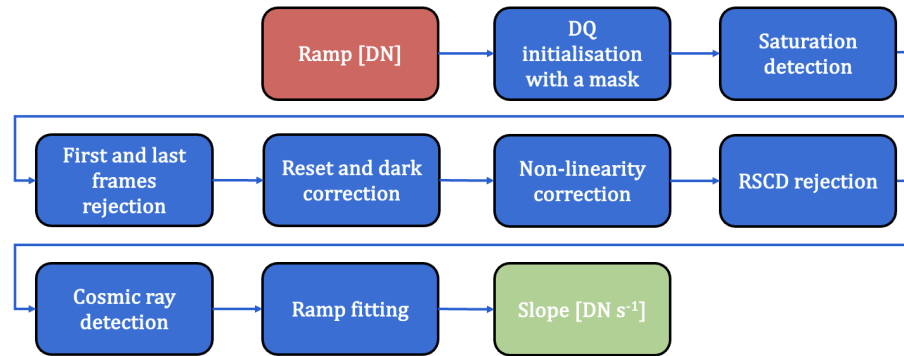 Ramp [DN]
DQ
initialisation
with a mask
Saturation
detection
First and last
frames
rejection
Reset and dark
correction
Non-linearity
correction
RSCD rejection
Cosmic ray
detection
Ramp fitting
Slope [DN s⁻¹]